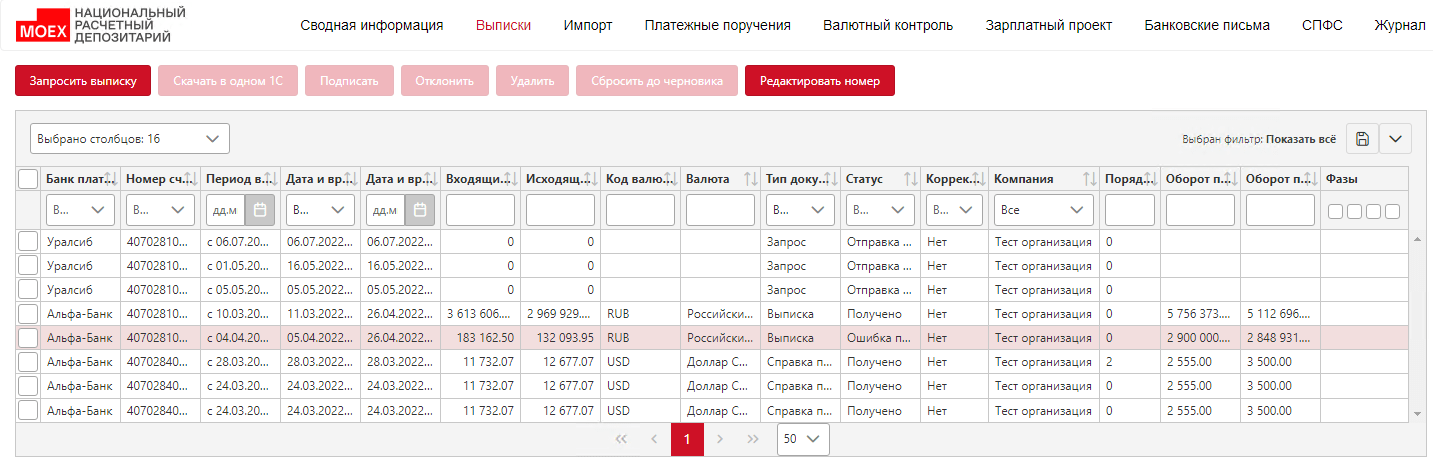 MOEX НАЦИОНАЛЬНЫЙ
РАСЧЕТНЫЙ
ДЕПОЗИТАРИЙ
Сводная информация Выписки Импорт Платежные поручения Валютный контроль Зарплатный проект Банковские письма СПФС Журнал
Запросить выписку Скачать в одном 1С Подписать Отклонить Удалить Сбросить до черновика Редактировать номер
Выбрано столбцов: 16 Выбран фильтр: Показать всё
Банк плат... Номер сч... Период в... Дата и вр... Дата и вр... Входящи... Исходящ... Код валю... Валюта Тип доку... Статус Коррек... Компания Поряд... Оборот п... Оборот п... Фазы
В... В... дд.м В... дд.м В... В... В... Все
Уралсиб 40702810... с 06.07.20... 06.07.2022... 06.07.2022... 0 0 Запрос Отправка ... Нет Тест организация 0
Уралсиб 40702810... с 01.05.20... 16.05.2022... 16.05.2022... 0 0 Запрос Отправка ... Нет Тест организация 0
Уралсиб 40702810... с 05.05.20... 05.05.2022... 05.05.2022... 0 0 Запрос Отправка ... Нет Тест организация 0
Альфа-Банк 40702810... с 10.03.20... 11.03.2022... 26.04.2022... 3 613 606.... 2 969 929.... RUB Российски... Выписка Получено Нет Тест организация 0 5 756 373.... 5 112 696....
Альфа-Банк 40702810... с 04.04.20... 05.04.2022... 26.04.2022... 183 162.50 132 093.95 RUB Российски... Выписка Ошибка п... Нет Тест организация 0 2 900 000.... 2 848 931....
Альфа-Банк 40702840... с 28.03.20... 28.03.2022... 28.03.2022... 11 732.07 12 677.07 USD Доллар С... Справка п... Получено Нет Тест организация 2 2 555.00 3 500.00
Альфа-Банк 40702840... с 24.03.20... 24.03.2022... 24.03.2022... 11 732.07 12 677.07 USD Доллар С... Справка п... Получено Нет Тест организация 0 2 555.00 3 500.00
Альфа-Банк 40702840... с 24.03.20... 24.03.2022... 24.03.2022... 11 732.07 12 677.07 USD Доллар С... Справка п... Получено Нет Тест организация 0 2 555.00 3 500.00
1 50